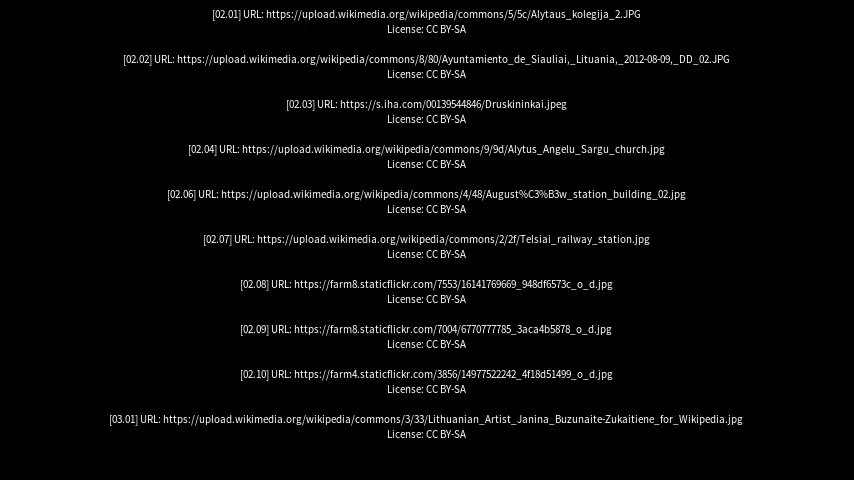 [02.01] URL: https://upload.wikimedia.org/wikipedia/commons/5/5c/Alytaus_kolegija_2.JPG
License: CC BY-SA
[02.02] URL: https://upload.wikimedia.org/wikipedia/commons/8/80/Ayuntamiento_de_Siauliai,_Lituania,_2012-08-09,_DD_02.JPG
License: CC BY-SA
[02.03] URL: https://s.iha.com/00139544846/Druskininkai.jpeg
License: CC BY-SA
[02.04] URL: https://upload.wikimedia.org/wikipedia/commons/9/9d/Alytus_Angelu_Sargu_church.jpg
License: CC BY-SA
[02.06] URL: https://upload.wikimedia.org/wikipedia/commons/4/48/August%C3%B3w_station_building_02.jpg
License: CC BY-SA
[02.07] URL: https://upload.wikimedia.org/wikipedia/commons/2/2f/Telsiai_railway_station.jpg
License: CC BY-SA
[02.08] URL: https://farm8.staticflickr.com/7553/16141769669_948df6573c_o_d.jpg
License: CC BY-SA
[02.09] URL: https://farm8.staticflickr.com/7004/6770777785_3aca4b5878_o_d.jpg
License: CC BY-SA
[02.10] URL: https://farm4.staticflickr.com/3856/14977522242_4f18d51499_o_d.jpg
License: CC BY-SA
[03.01] URL: https://upload.wikimedia.org/wikipedia/commons/3/33/Lithuanian_Artist_Janina_Buzunaite-Zukaitiene_for_Wikipedia.jpg
License: CC BY-SA